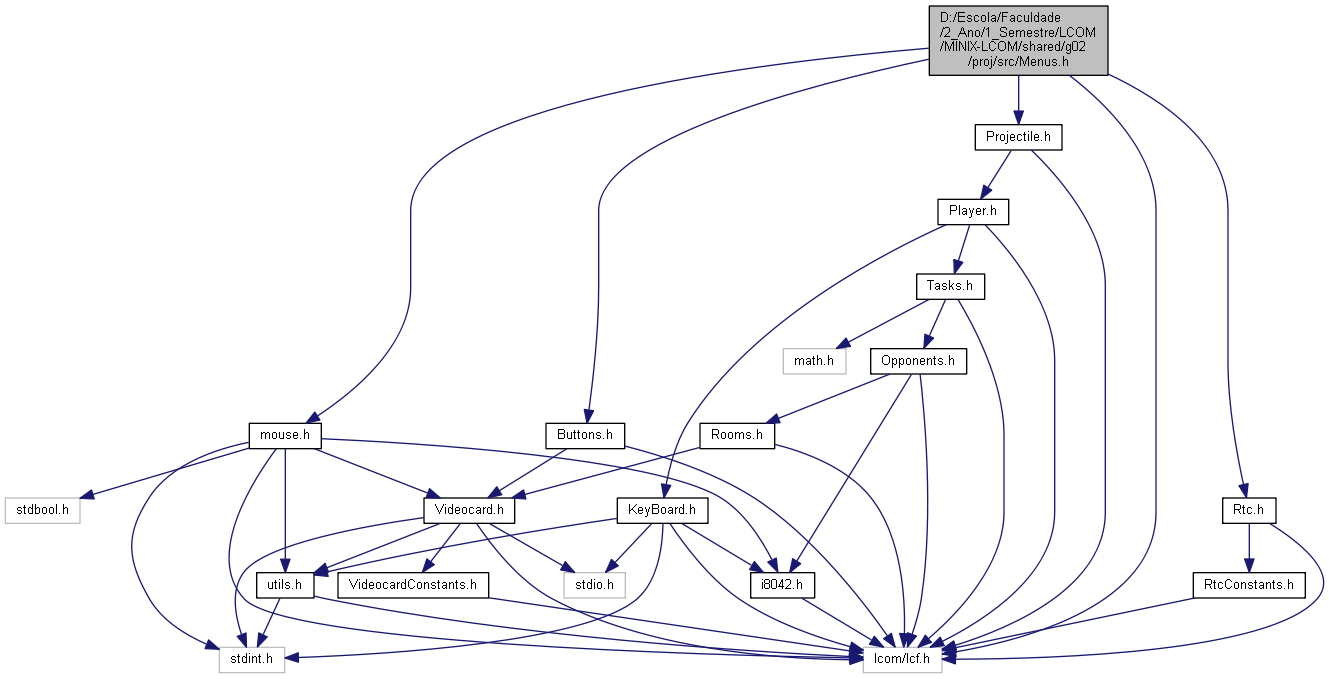 D:/Escola/Faculdade
/2_Ano/1_Semestre/LCOM
/MINIX-LCOM/shared/g02
/proj/src/Menus.h
Projectile.h
Player.h
Tasks.h
math.h
Opponents.h
mouse.h
Buttons.h
Rooms.h
stdbool.h
Videocard.h
KeyBoard.h
Rtc.h
utils.h
VideocardConstants.h
stdio.h
i8042.h
RtcConstants.h
stdint.h
lcom/lcf.h